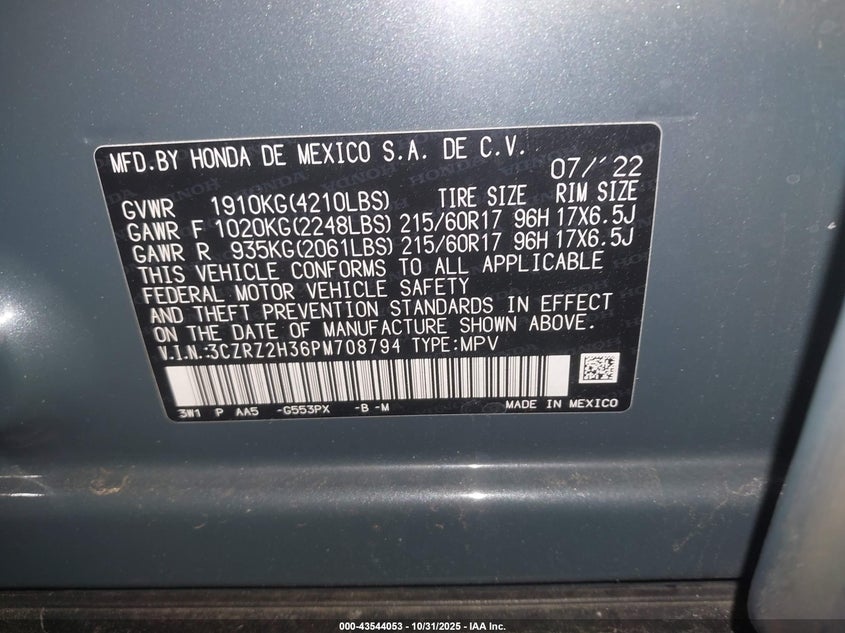 MFD.BY HONDA DE MEXICO S.A. DE C.V.
07/'22
GVWR 1910KG(4210LBS) TIRE SIZE RIM SIZE
GAWR F 1020KG(2248LBS) 215/60R17 96H 17X6.5J
GAWR R 935KG(2061LBS) 215/60R17 96H 17X6.5J
THIS VEHICLE CONFORMS TO ALL APPLICABLE
FEDERAL MOTOR VEHICLE SAFETY
AND THEFT PREVENTION STANDARDS IN EFFECT
ON THE DATE OF MANUFACTURE SHOWN ABOVE.
V.I.N.:3CZRZ2H36PM708794 TYPE:MPV
3W1 P AA5 -G553PX -B -M MADE IN MEXICO
000-43544053 - 10/31/2025 - IAA Inc.